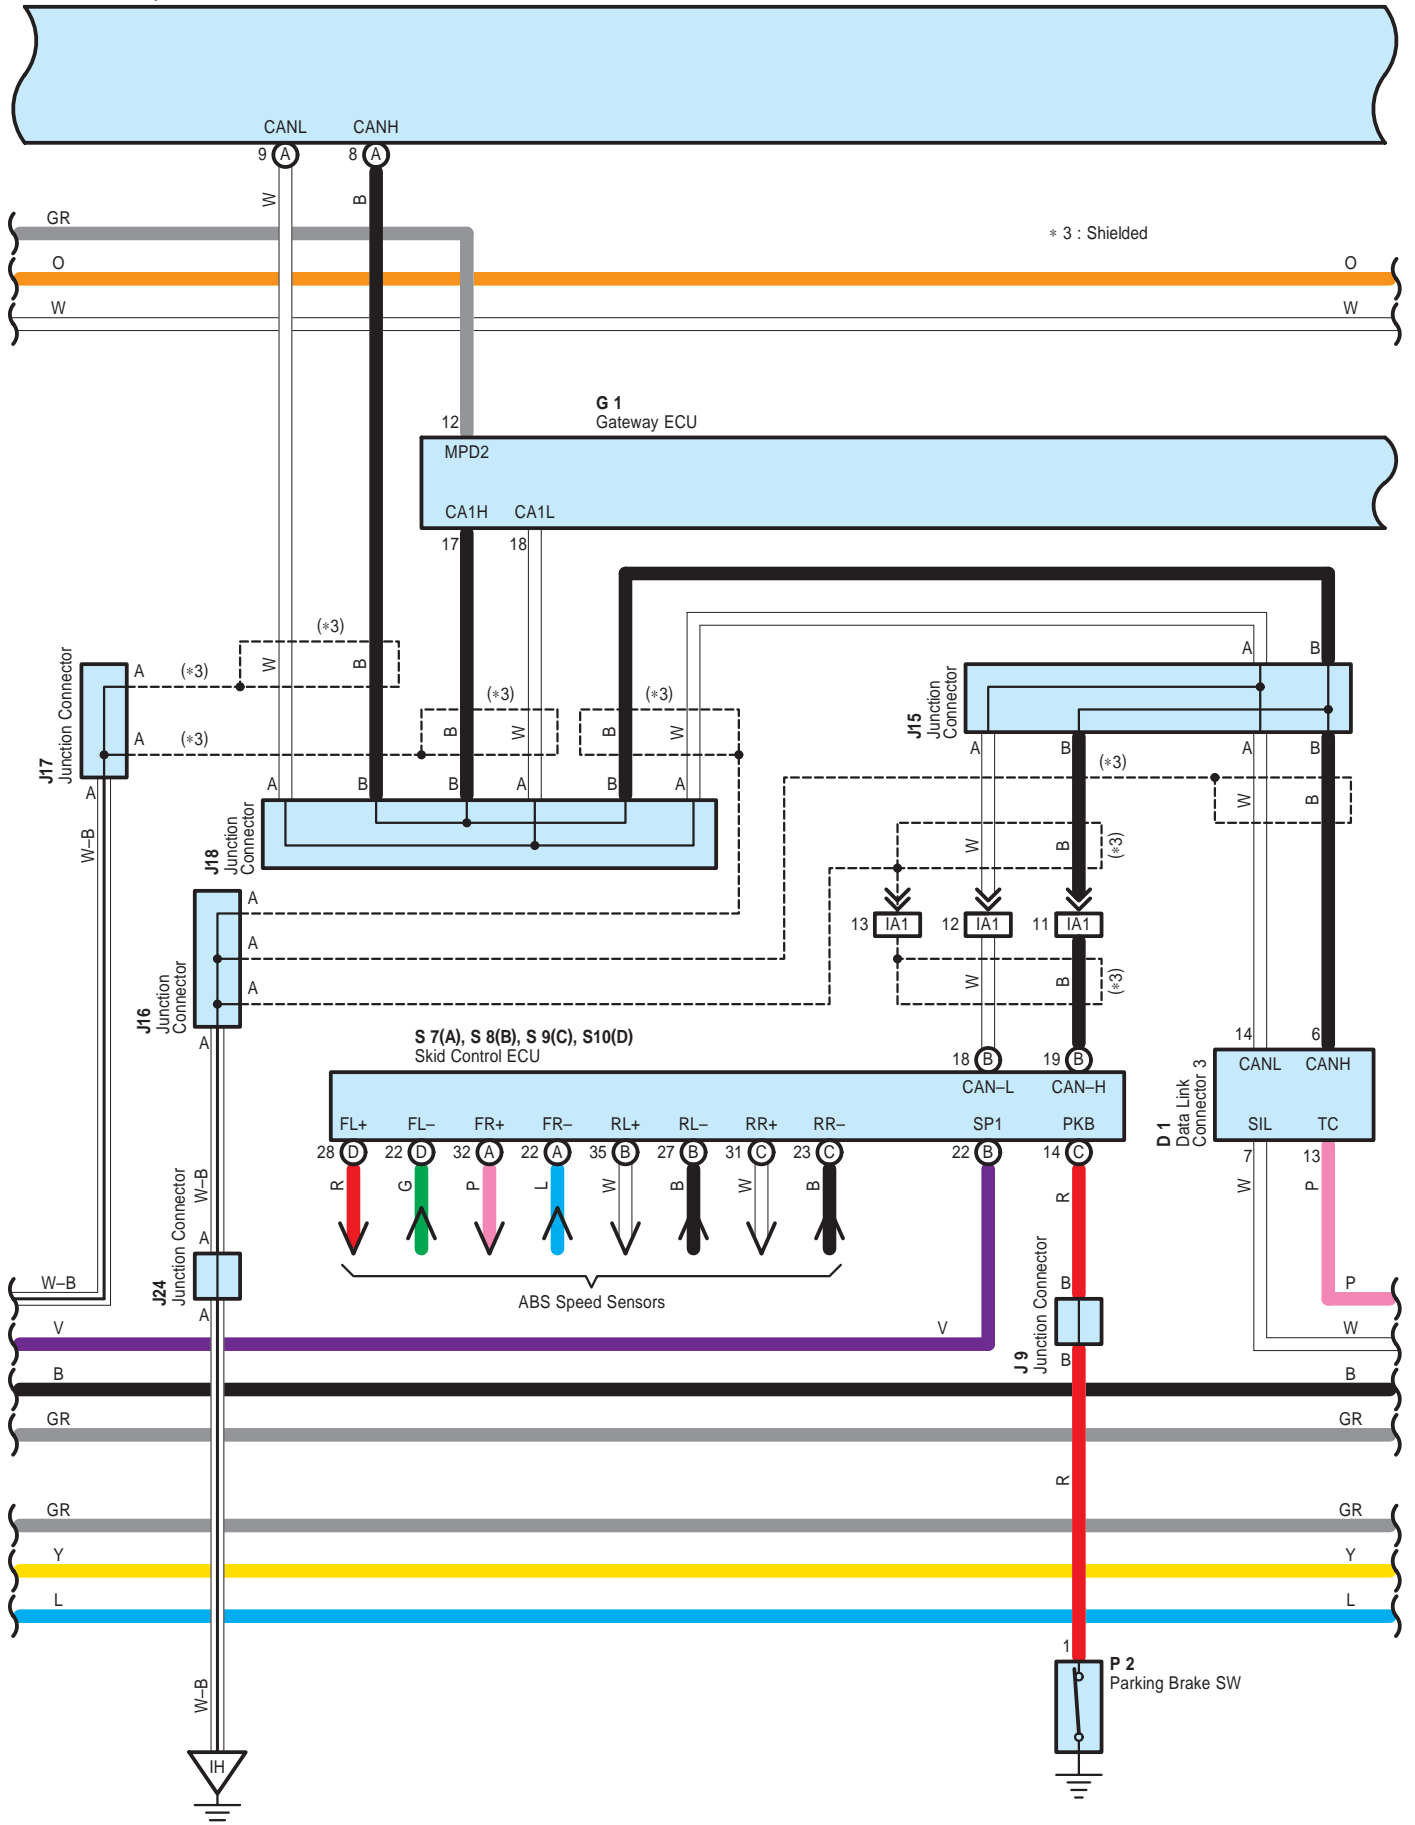 CANL CANH
9 A 8 A
W B
GR
* 3 : Shielded
O O
W W
G 1
Gateway ECU
12
MPD2
CA1H CA1L
17 18
(*3)
W B
A (*3)
A (*3)
J17
Junction Connector
A
W–B
(*3)
B W
(*3)
B W
A B B A B A
J18
Junction
Connector
A B
J15
Junction
Connector
A B A B
(*3)
W B
W B (*3)
13 IA1 12 IA1 11 IA1
W B (*3)
A
A
A
J16
Junction
Connector
A
S 7(A), S 8(B), S 9(C), S10(D)
Skid Control ECU
18 B 19 B
CAN–L CAN–H
FL+ FL– FR+ FR– RL+ RL– RR+ RR– SP1 PKB
28 D 22 D 32 A 22 A 35 B 27 B 31 C 23 C 22 B 14 C
R G P L W B W B R
ABS Speed Sensors
14 6
CANL CANH
D 1
Data Link
Connector 3
SIL TC
7 13
W P
W–B
A
J24
Junction Connector
A
B
J 9
Junction Connector
B
W–B P
V V W
B B
GR GR
R
GR GR
Y Y
L L
1
P 2
Parking Brake SW
W–B
IH